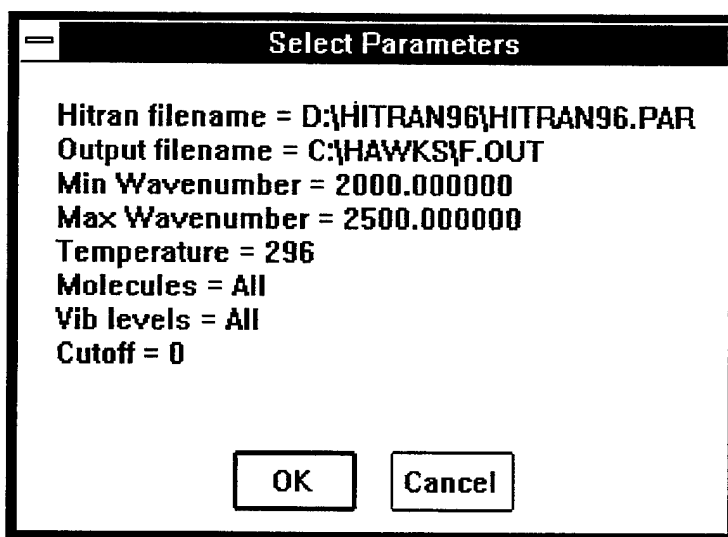 Select Parameters
Hitran filename = D:\HITRAN96\HITRAN96.PAR
Output filename = C:\HAWKS\F.OUT
Min Wavenumber = 2000.000000
Max Wavenumber = 2500.000000
Temperature = 296
Molecules = All
Vib levels = All
Cutoff = 0
OK Cancel